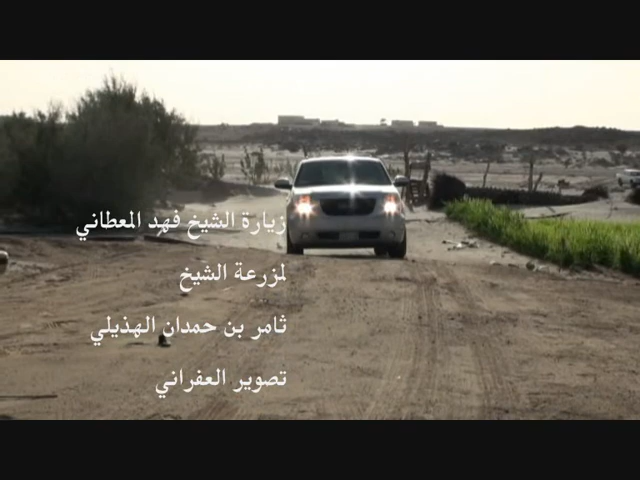 زيارة الشيخ فهد المعطاني
لمزرعة الشيخ
ثامر بن حمدان الهذيلي
تصوير العفراني